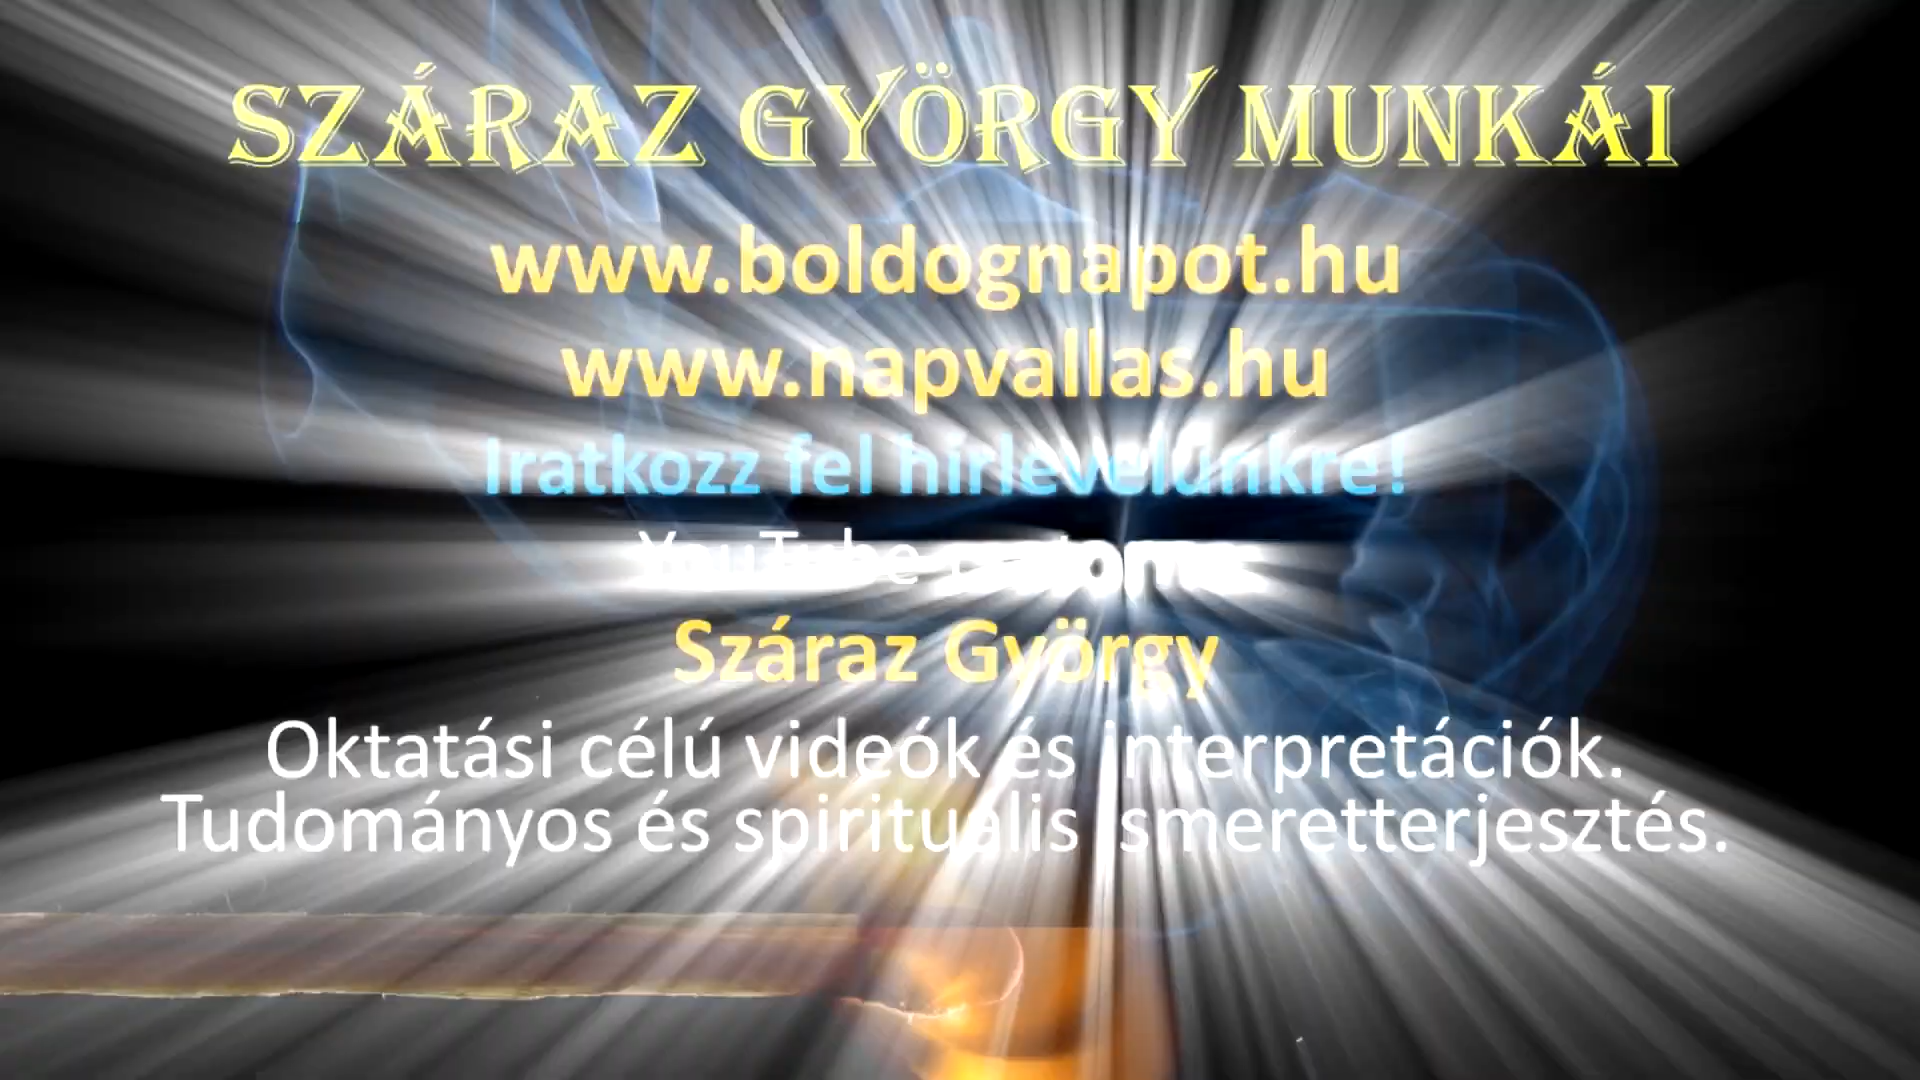 SZÁRAZ GYÖRGY MUNKÁI
www.boldognapot.hu
www.napvallas.hu
Iratkozz fel hírlevelünkre!
YouTube
Száraz György
Oktatási célú videók és interpretációk.
Tudományos és spirituális ismeretterjesztés.